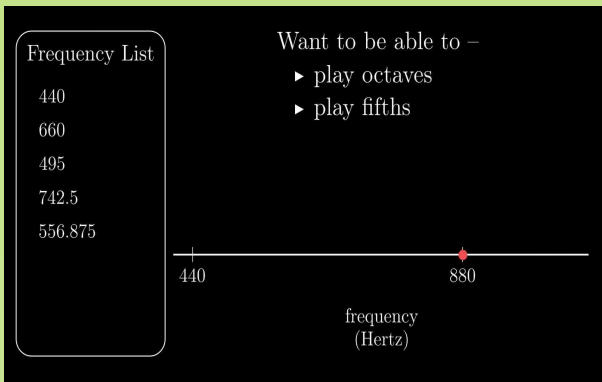 Frequency List
440
660
495
742.5
556.875
Want to be able to –
▸ play octaves
▸ play fifths
440
880
frequency
(Hertz)